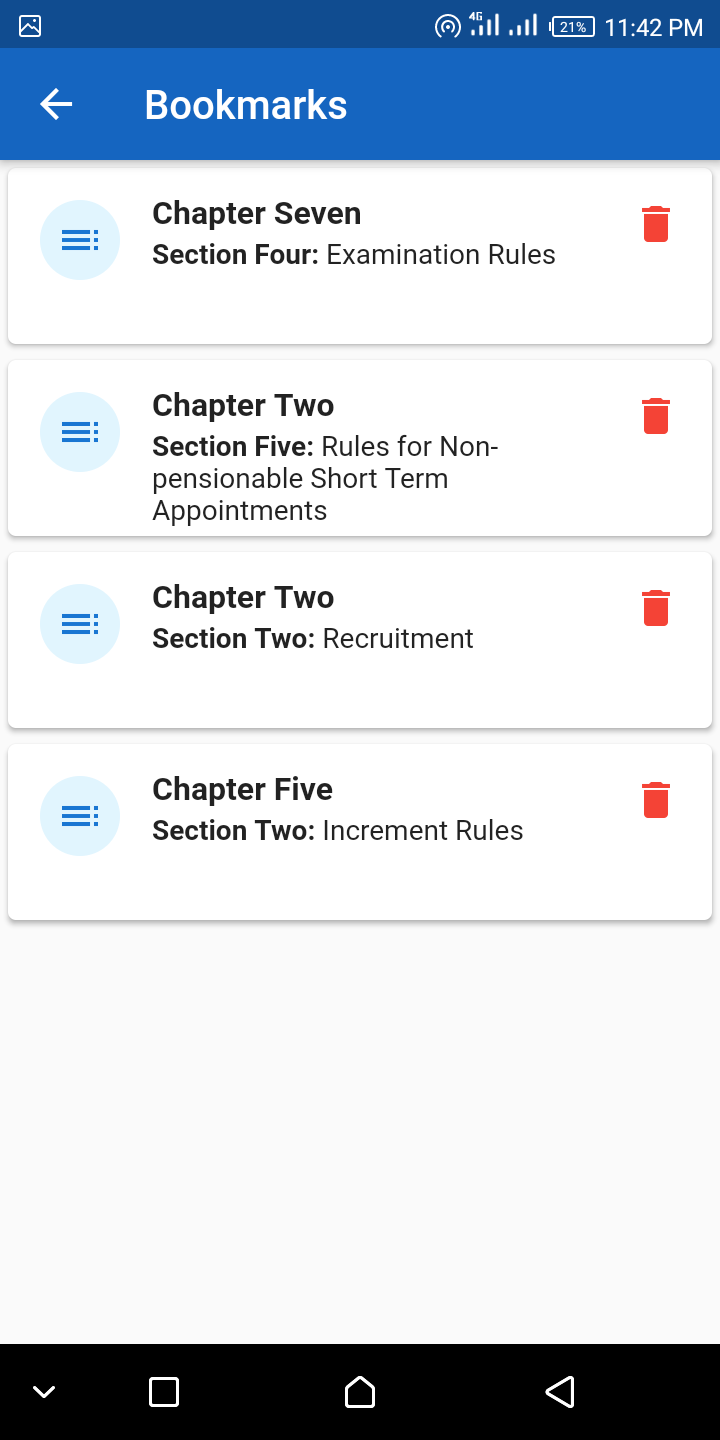 4G 21% 11:42 PM
Bookmarks
Chapter Seven
Section Four: Examination Rules
Chapter Two
Section Five: Rules for Non-
pensionable Short Term
Appointments
Chapter Two
Section Two: Recruitment
Chapter Five
Section Two: Increment Rules